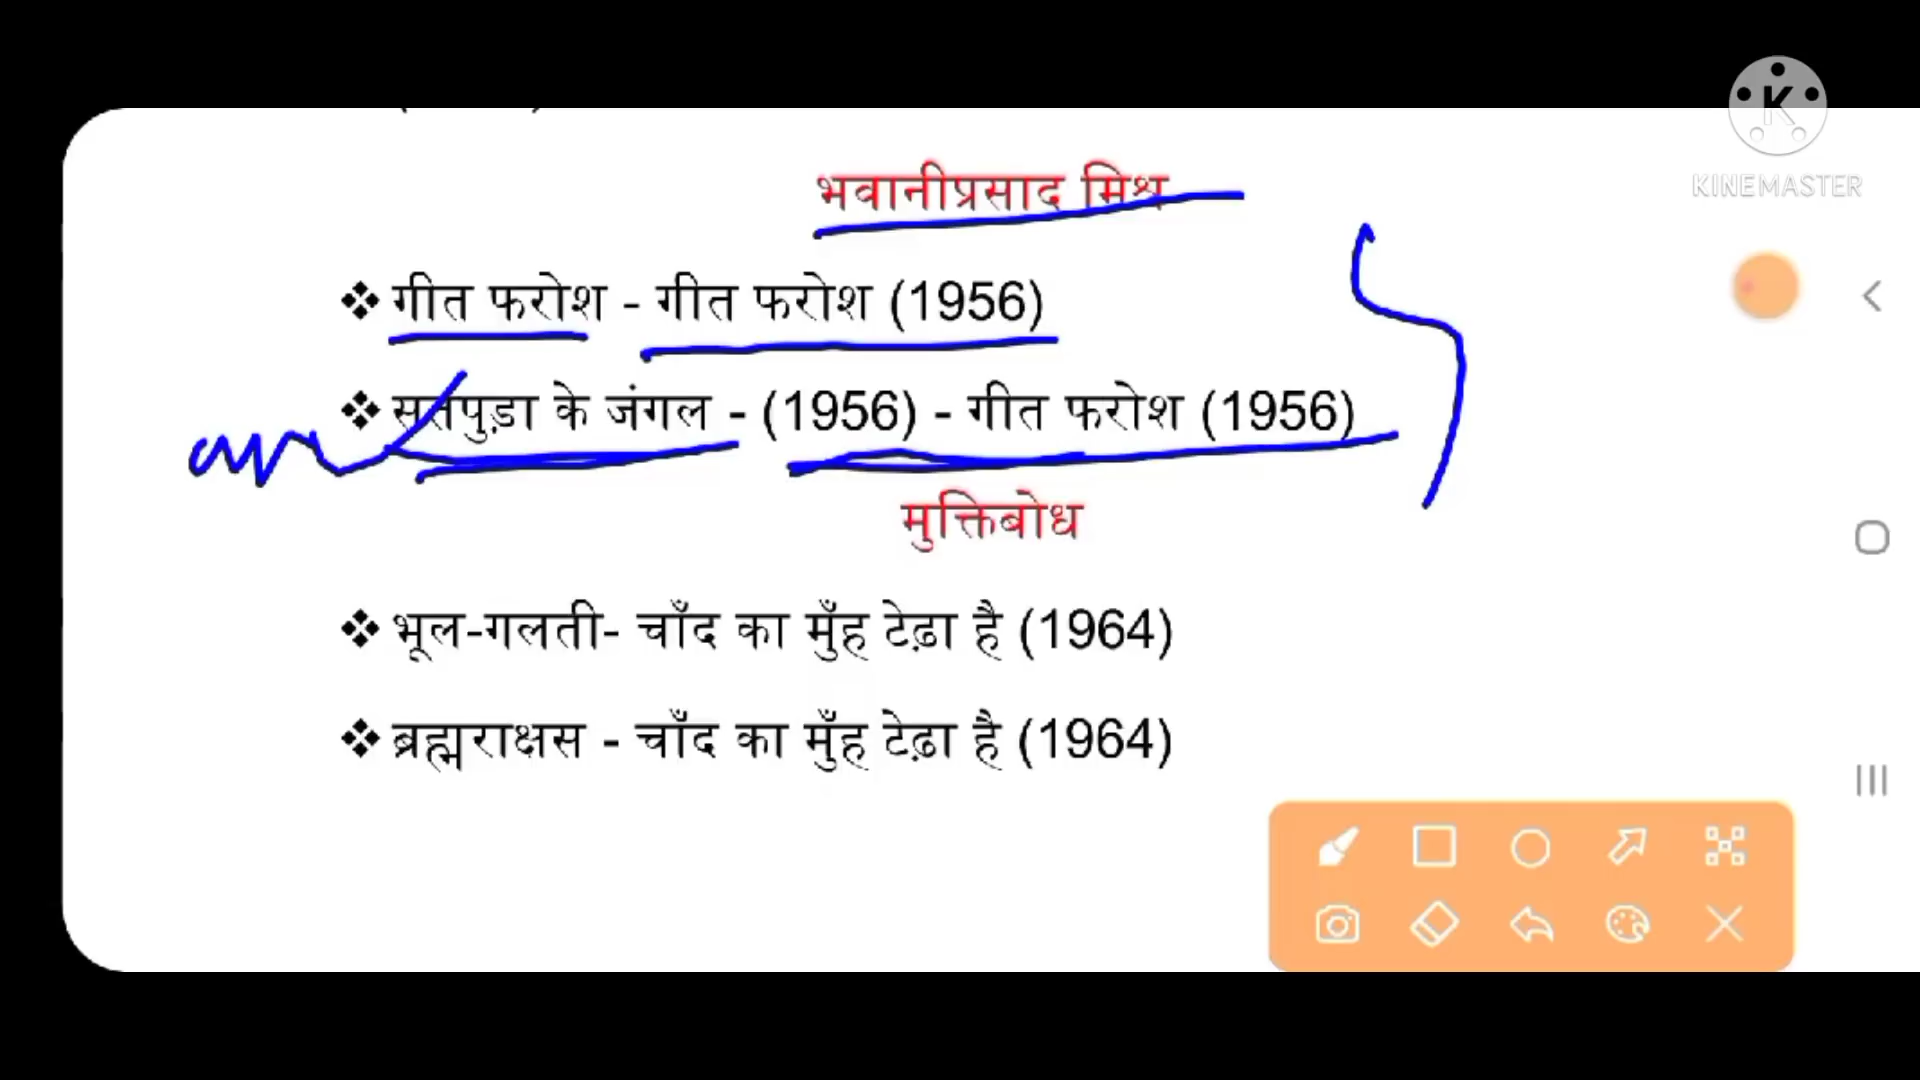 KINEMASTER
भवानीप्रसाद मिश्र
❖ गीत फरोश - गीत फरोश (1956)
❖ सतपुड़ा के जंगल - (1956) - गीत फरोश (1956)
मुक्तिबोध
❖ भूल-गलती- चाँद का मुँह टेढ़ा है (1964)
❖ ब्रह्मराक्षस - चाँद का मुँह टेढ़ा है (1964)